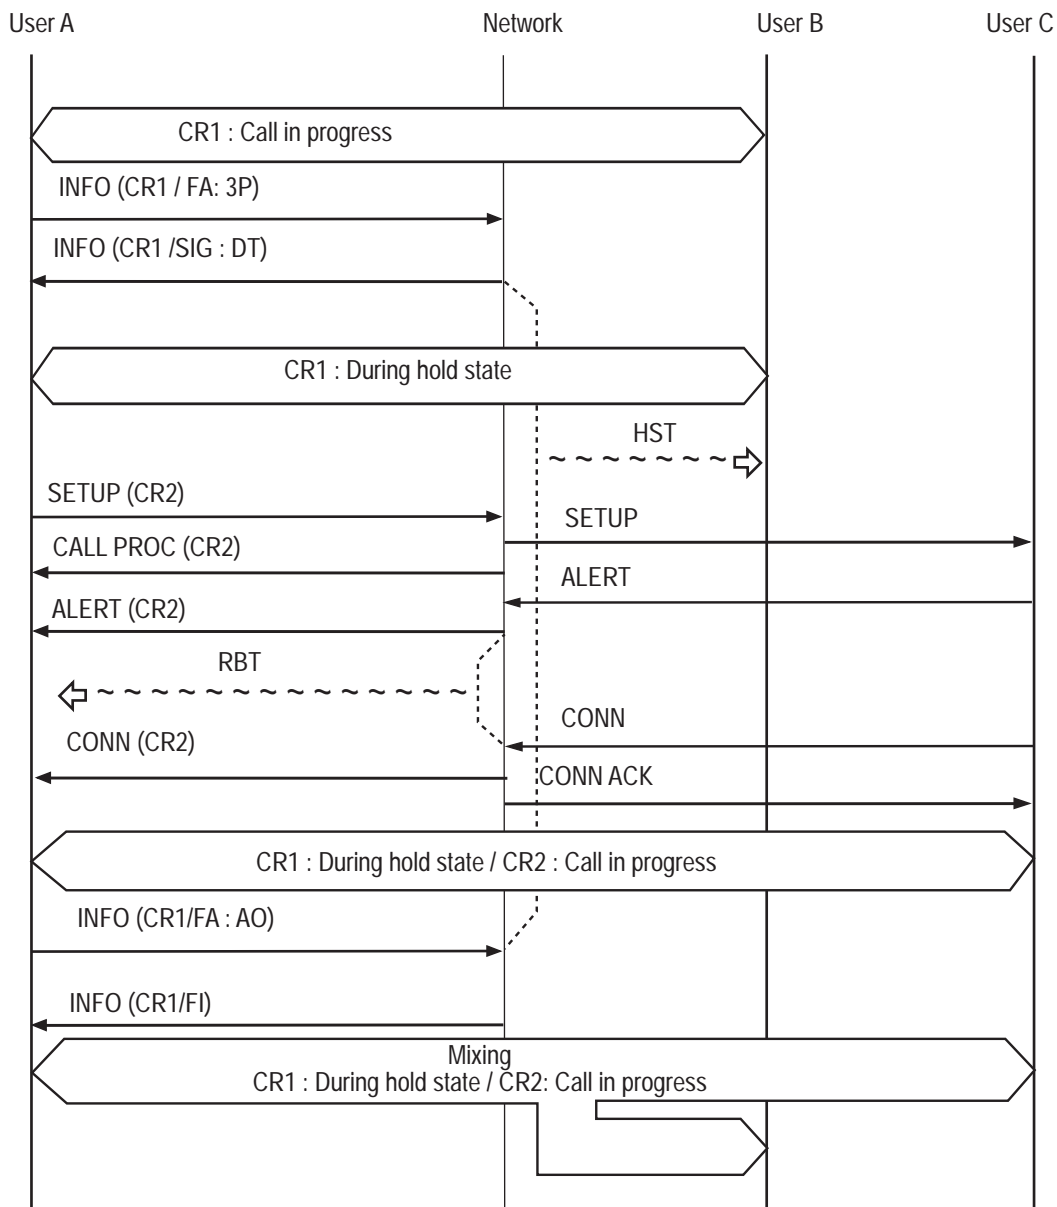 User A
Network
User B
User C
CR1 : Call in progress
INFO (CR1 / FA: 3P)
INFO (CR1 /SIG : DT)
CR1 : During hold state
HST
SETUP (CR2)
SETUP
CALL PROC (CR2)
ALERT
ALERT (CR2)
RBT
CONN
CONN (CR2)
CONN ACK
CR1 : During hold state / CR2 : Call in progress
INFO (CR1/FA : AO)
INFO (CR1/FI)
Mixing
CR1 : During hold state / CR2: Call in progress